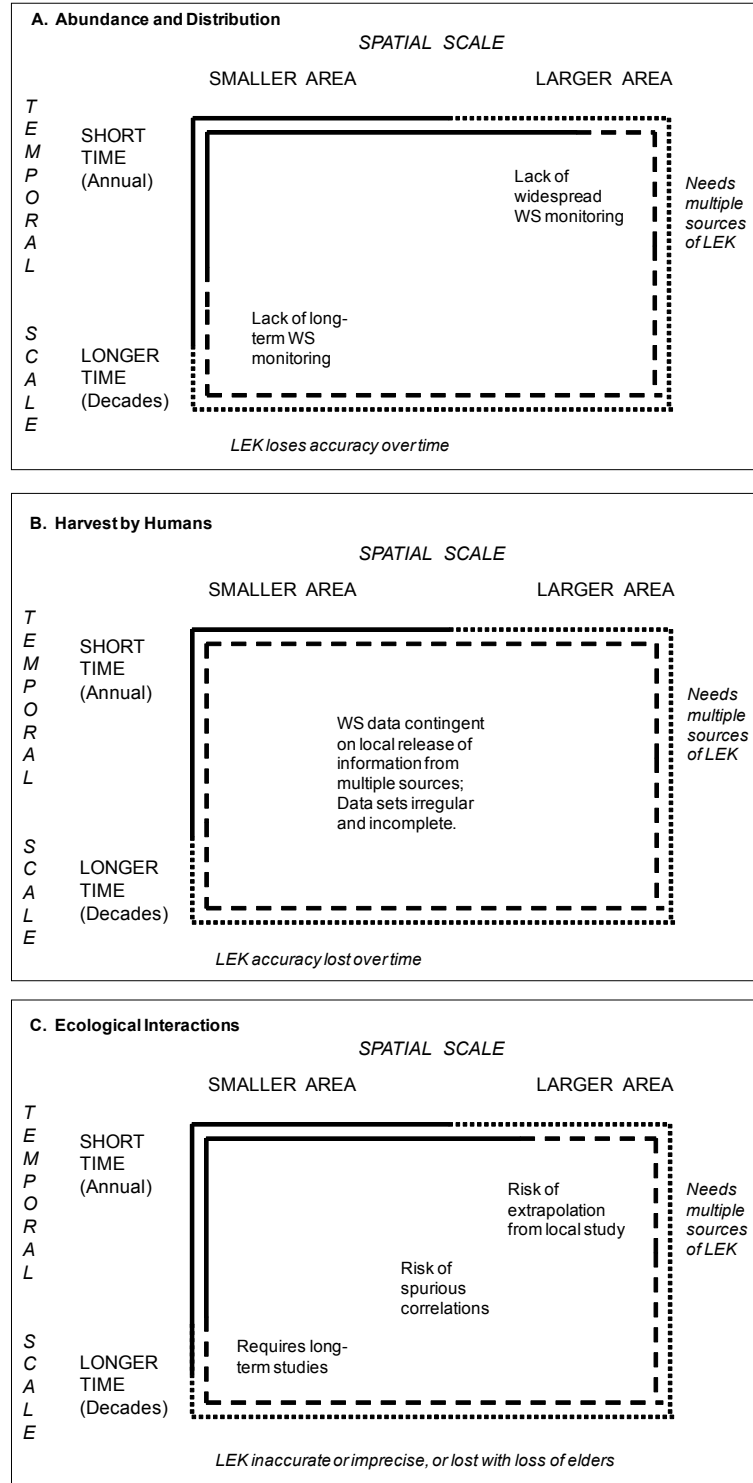 A. Abundance and Distribution
SPATIAL SCALE
SMALLER AREA LARGER AREA
TEMPORAL SCALE
SHORT
TIME
(Annual)
Lack of
widespread
WS monitoring
Needs
multiple
sources
of LEK
Lack of long-
term WS
monitoring
LONGER
TIME
(Decades)
LEK loses accuracy over time
B. Harvest by Humans
SPATIAL SCALE
SMALLER AREA LARGER AREA
TEMPORAL SCALE
SHORT
TIME
(Annual)
WS data contingent
on local release of
information from
multiple sources;
Data sets irregular
and incomplete.
Needs
multiple
sources
of LEK
LONGER
TIME
(Decades)
LEK accuracy lost over time
C. Ecological Interactions
SPATIAL SCALE
SMALLER AREA LARGER AREA
TEMPORAL SCALE
SHORT
TIME
(Annual)
Risk of
extrapolation
from local study
Needs
multiple
sources
of LEK
Risk of
spurious
correlations
Requires long-
term studies
LONGER
TIME
(Decades)
LEK inaccurate or imprecise, or lost with loss of elders